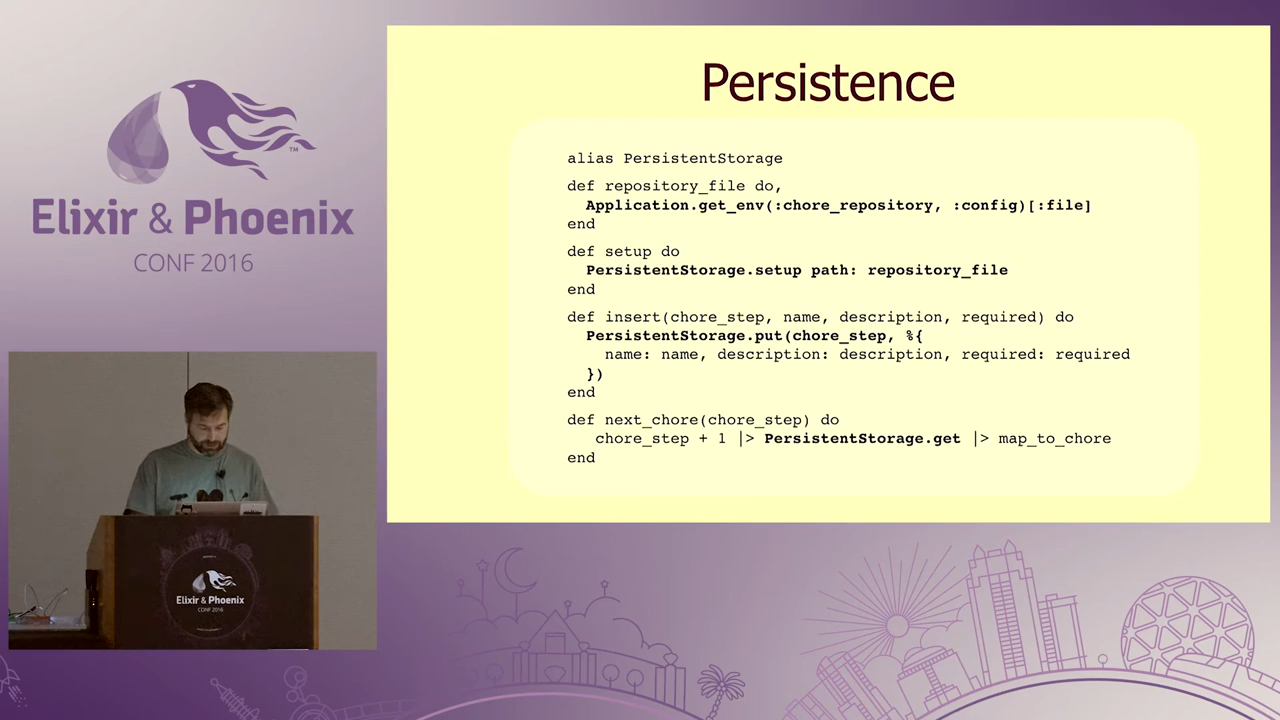 Elixir & Phoenix
CONF 2016
TM
Persistence
alias PersistentStorage
def repository_file do,
Application.get_env(:chore_repository, :config)[:file]
end
def setup do
PersistentStorage.setup path: repository_file
end
def insert(chore_step, name, description, required) do
PersistentStorage.put(chore_step, %{
name: name, description: description, required: required
})
end
def next_chore(chore_step) do
chore_step + 1 |> PersistentStorage.get |> map_to_chore
end
Elixir & Phoenix
CONF 2016